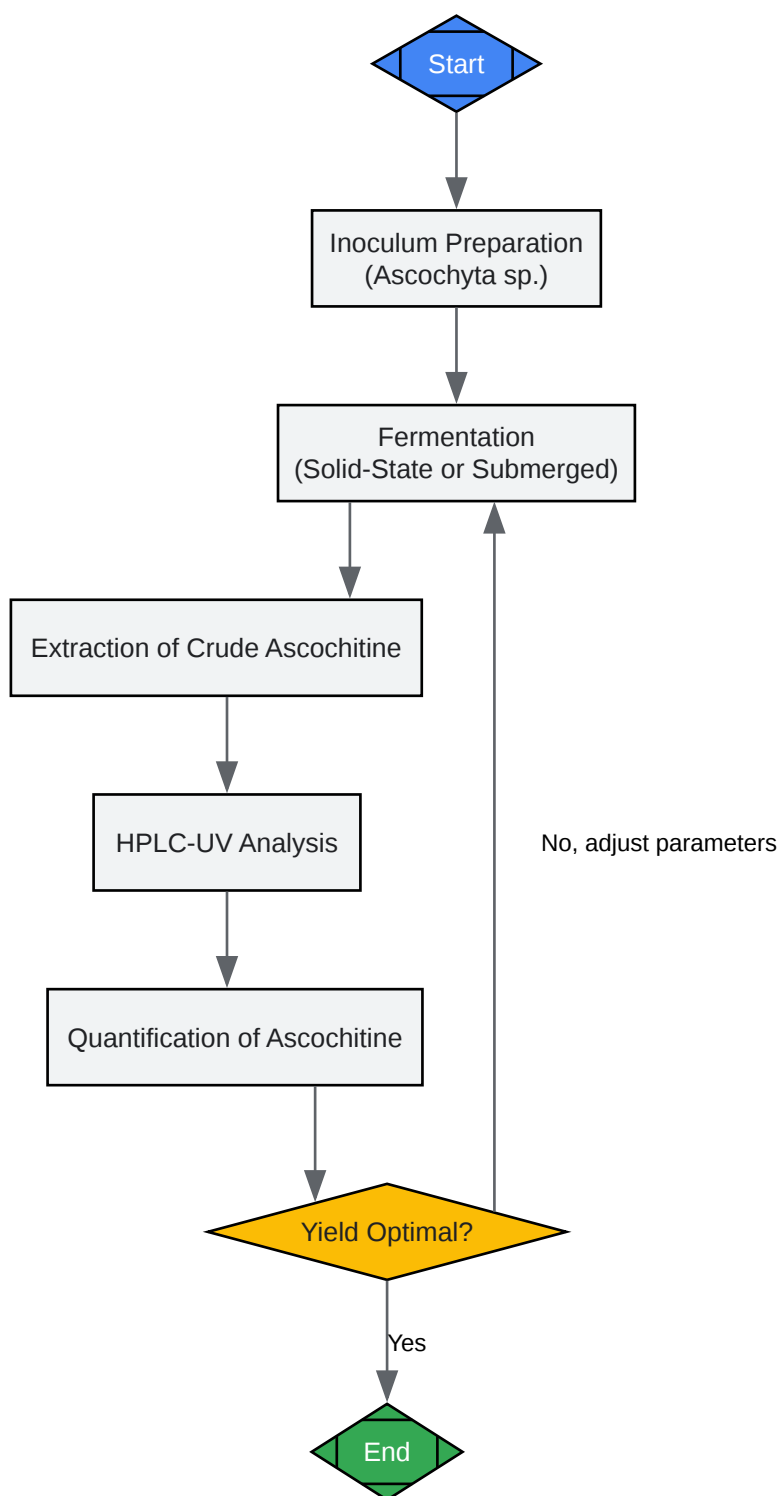 Start
Inoculum Preparation
(Ascochyta sp.)
Fermentation
(Solid-State or Submerged)
Extraction of Crude Ascochitine
HPLC-UV Analysis
No, adjust parameters
Quantification of Ascochitine
Yield Optimal?
Yes
End